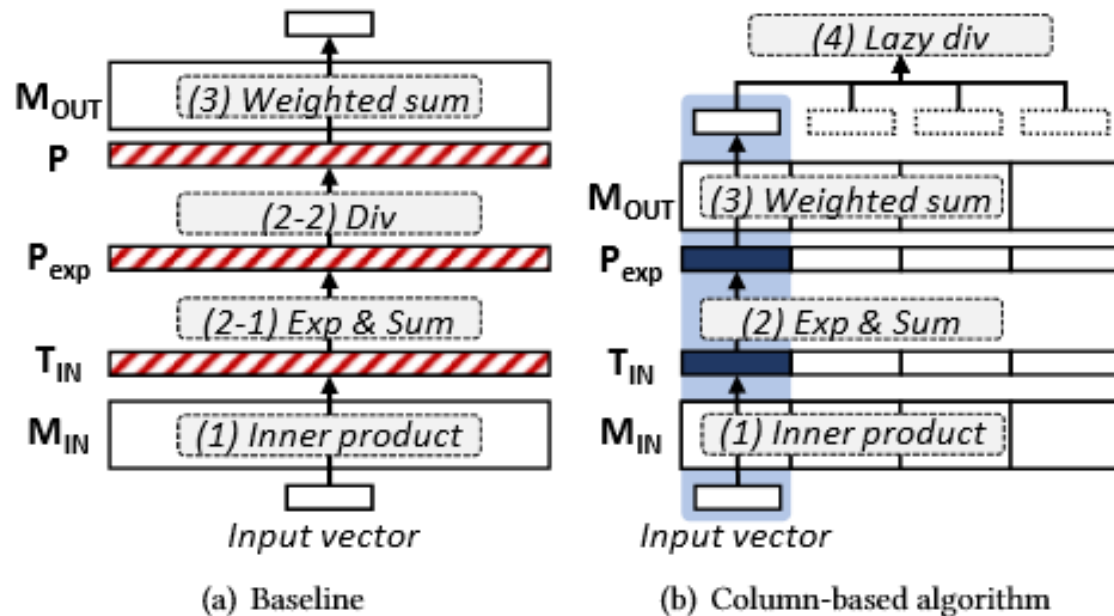 (3) Weighted sum
M_OUT
P
(2-2) Div
P_exp
(2-1) Exp & Sum
T_IN
(1) Inner product
M_IN
Input vector
(a) Baseline
(4) Lazy div
(3) Weighted sum
M_OUT
P_exp
(2) Exp & Sum
T_IN
(1) Inner product
M_IN
Input vector
(b) Column-based algorithm